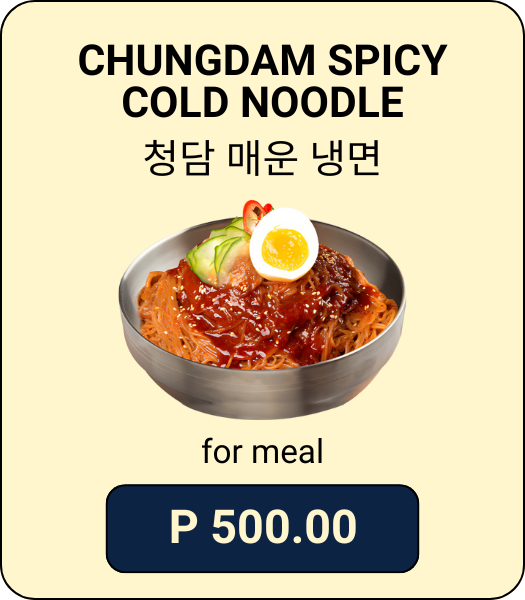 CHUNGDAM SPICY
COLD NOODLE
청담 매운 냉면
for meal
P 500.00